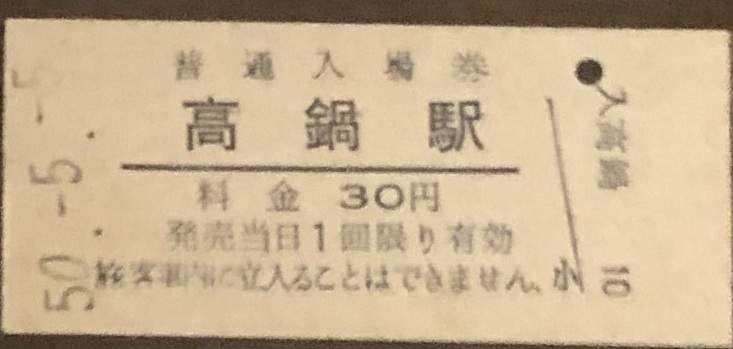 普通入場券
高鍋駅
料金 30円
発売当日1回限り有効
旅客車内に立入ることはできません。
小
10
入高鍋
50.-5.-5